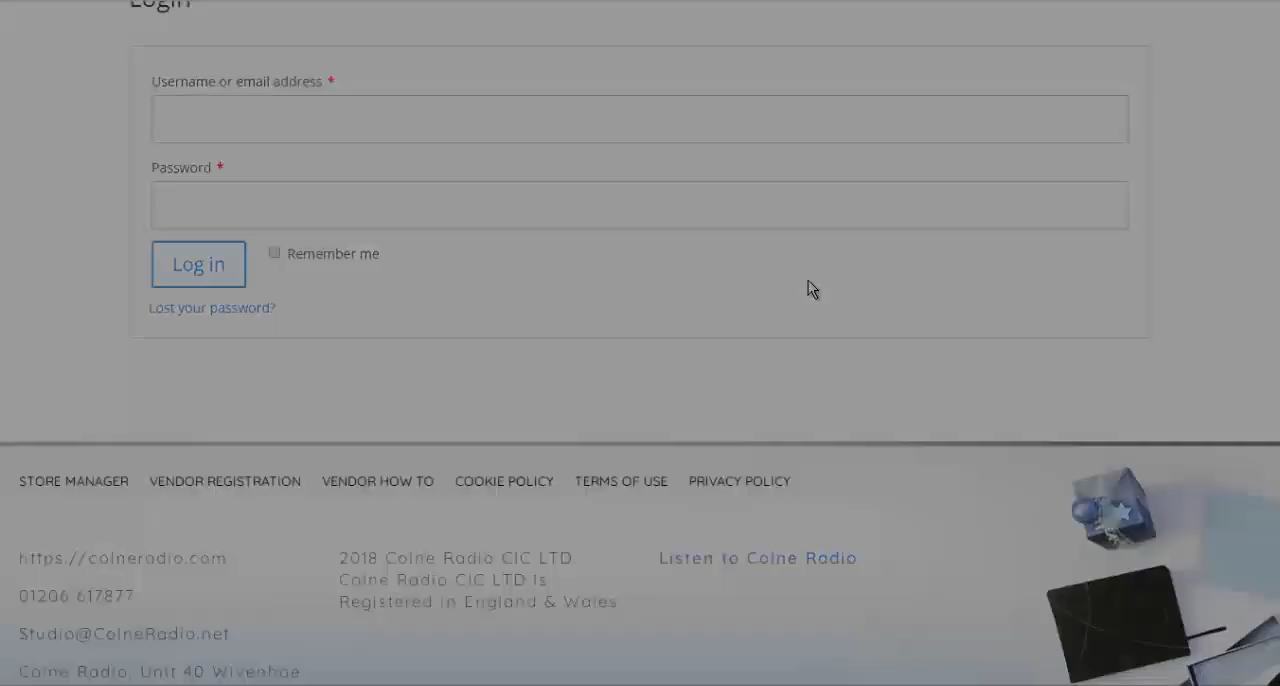 Login
Username or email address *
Password *
Log in
Remember me
Lost your password?
STORE MANAGER VENDOR REGISTRATION VENDOR HOW TO COOKIE POLICY TERMS OF USE PRIVACY POLICY
https://colneradio.com
01206 617877
Studio@ColneRadio.net
Colne Radio, Unit 40 Wivenhoe
2018 Colne Radio CIC LTD
Colne Radio CIC LTD Is
Registered in England & Wales
Listen to Colne Radio